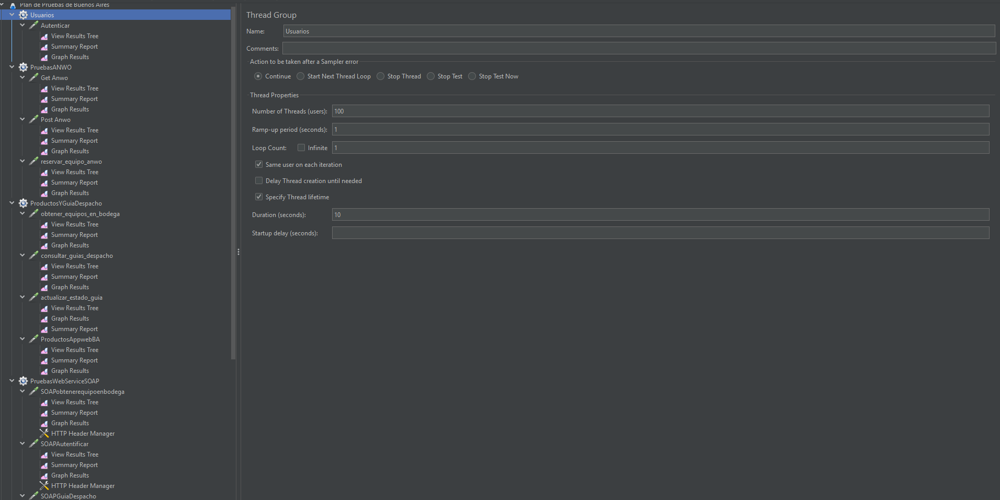 Plan de Pruebas de Buenos Aires
Usuarios
Autenticar
View Results Tree
Summary Report
Graph Results
PruebasANWO
Get Anwo
View Results Tree
Summary Report
Graph Results
Post Anwo
View Results Tree
Summary Report
Graph Results
reservar_equipo_anwo
View Results Tree
Summary Report
Graph Results
ProductosYGuiaDespacho
obtener_equipos_en_bodega
View Results Tree
Summary Report
Graph Results
consultar_guias_despacho
View Results Tree
Summary Report
Graph Results
actualizar_estado_guia
View Results Tree
Graph Results
Summary Report
ProductosAppwebBA
View Results Tree
Summary Report
Graph Results
PruebasWebServiceSOAP
SOAPobtenerequipoenbodega
View Results Tree
Summary Report
Graph Results
HTTP Header Manager
SOAPAutentificar
View Results Tree
Summary Report
Graph Results
HTTP Header Manager
SOAPGuiaDespacho
Thread Group
Name: Usuarios
Comments:
Action to be taken after a Sampler error
Continue Start Next Thread Loop Stop Thread Stop Test Stop Test Now
Thread Properties
Number of Threads (users): 100
Ramp-up period (seconds): 1
Loop Count: Infinite 1
Same user on each iteration
Delay Thread creation until needed
Specify Thread lifetime
Duration (seconds): 10
Startup delay (seconds):